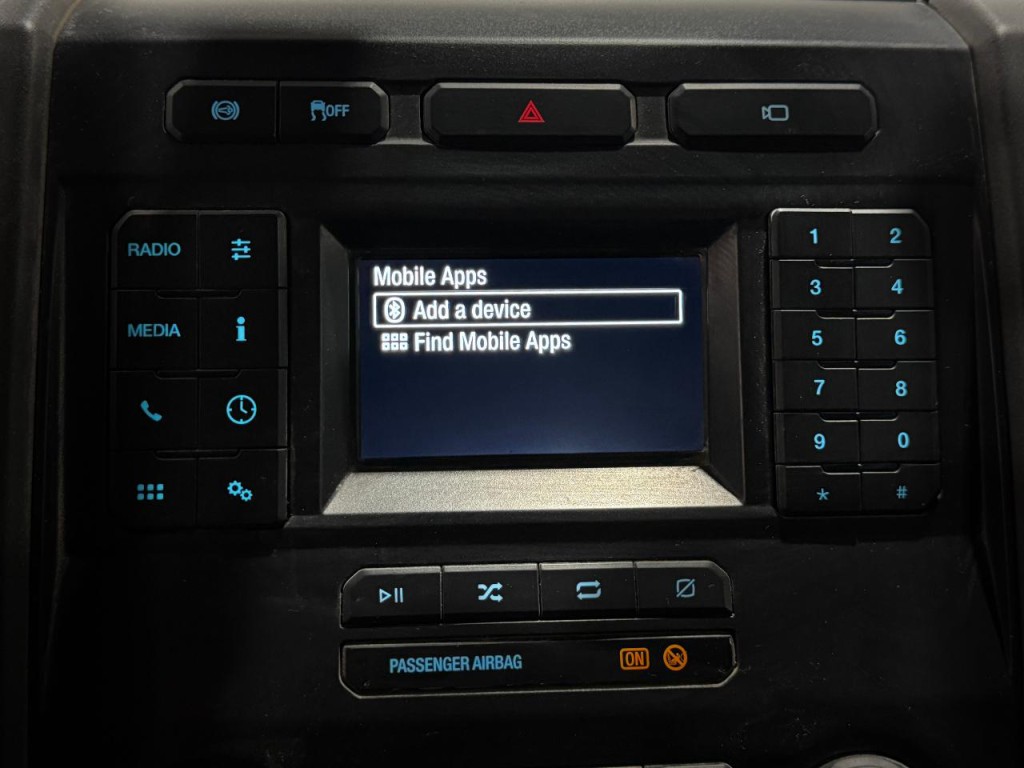 OFF
RADIO
MEDIA
Mobile Apps
Add a device
Find Mobile Apps
1 2
3 4
5 6
7 8
9 0
* #
PASSENGER AIRBAG ON